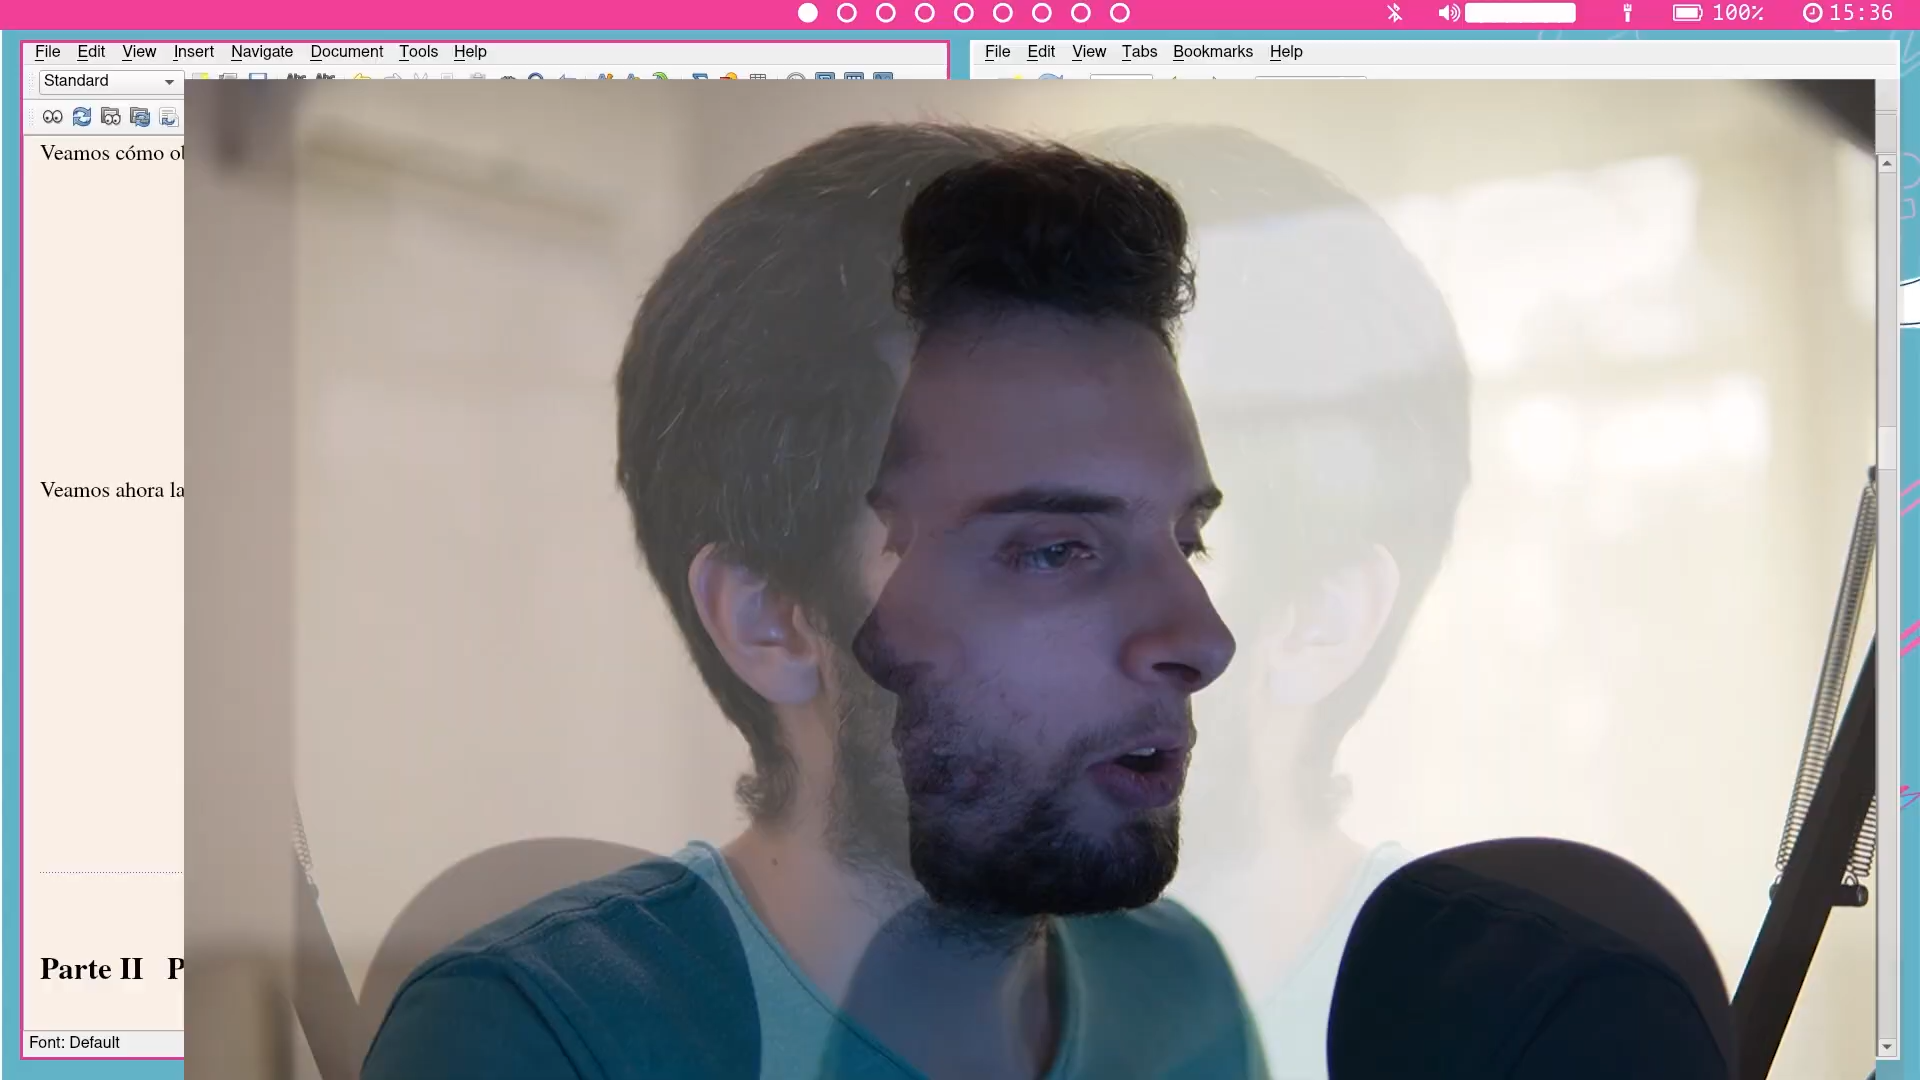 100% 15:36
File Edit View Insert Navigate Document Tools Help
File Edit View Tabs Bookmarks Help
Standard
Veamos cómo
Veamos ahora la
Parte II
Font: Default